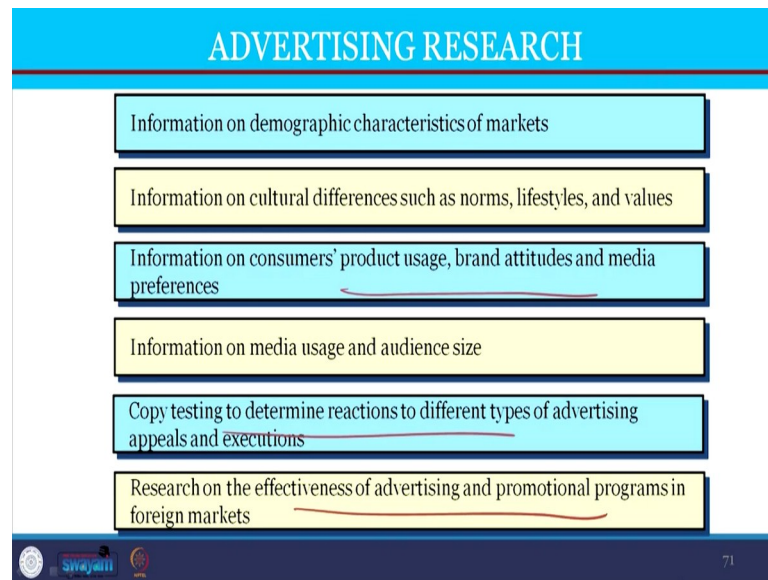 ADVERTISING RESEARCH
Information on demographic characteristics of markets
Information on cultural differences such as norms, lifestyles, and values
Information on consumers' product usage, brand attitudes and media
preferences
Information on media usage and audience size
Copy testing to determine reactions to different types of advertising
appeals and executions
Research on the effectiveness of advertising and promotional programs in
foreign markets
swayam
71